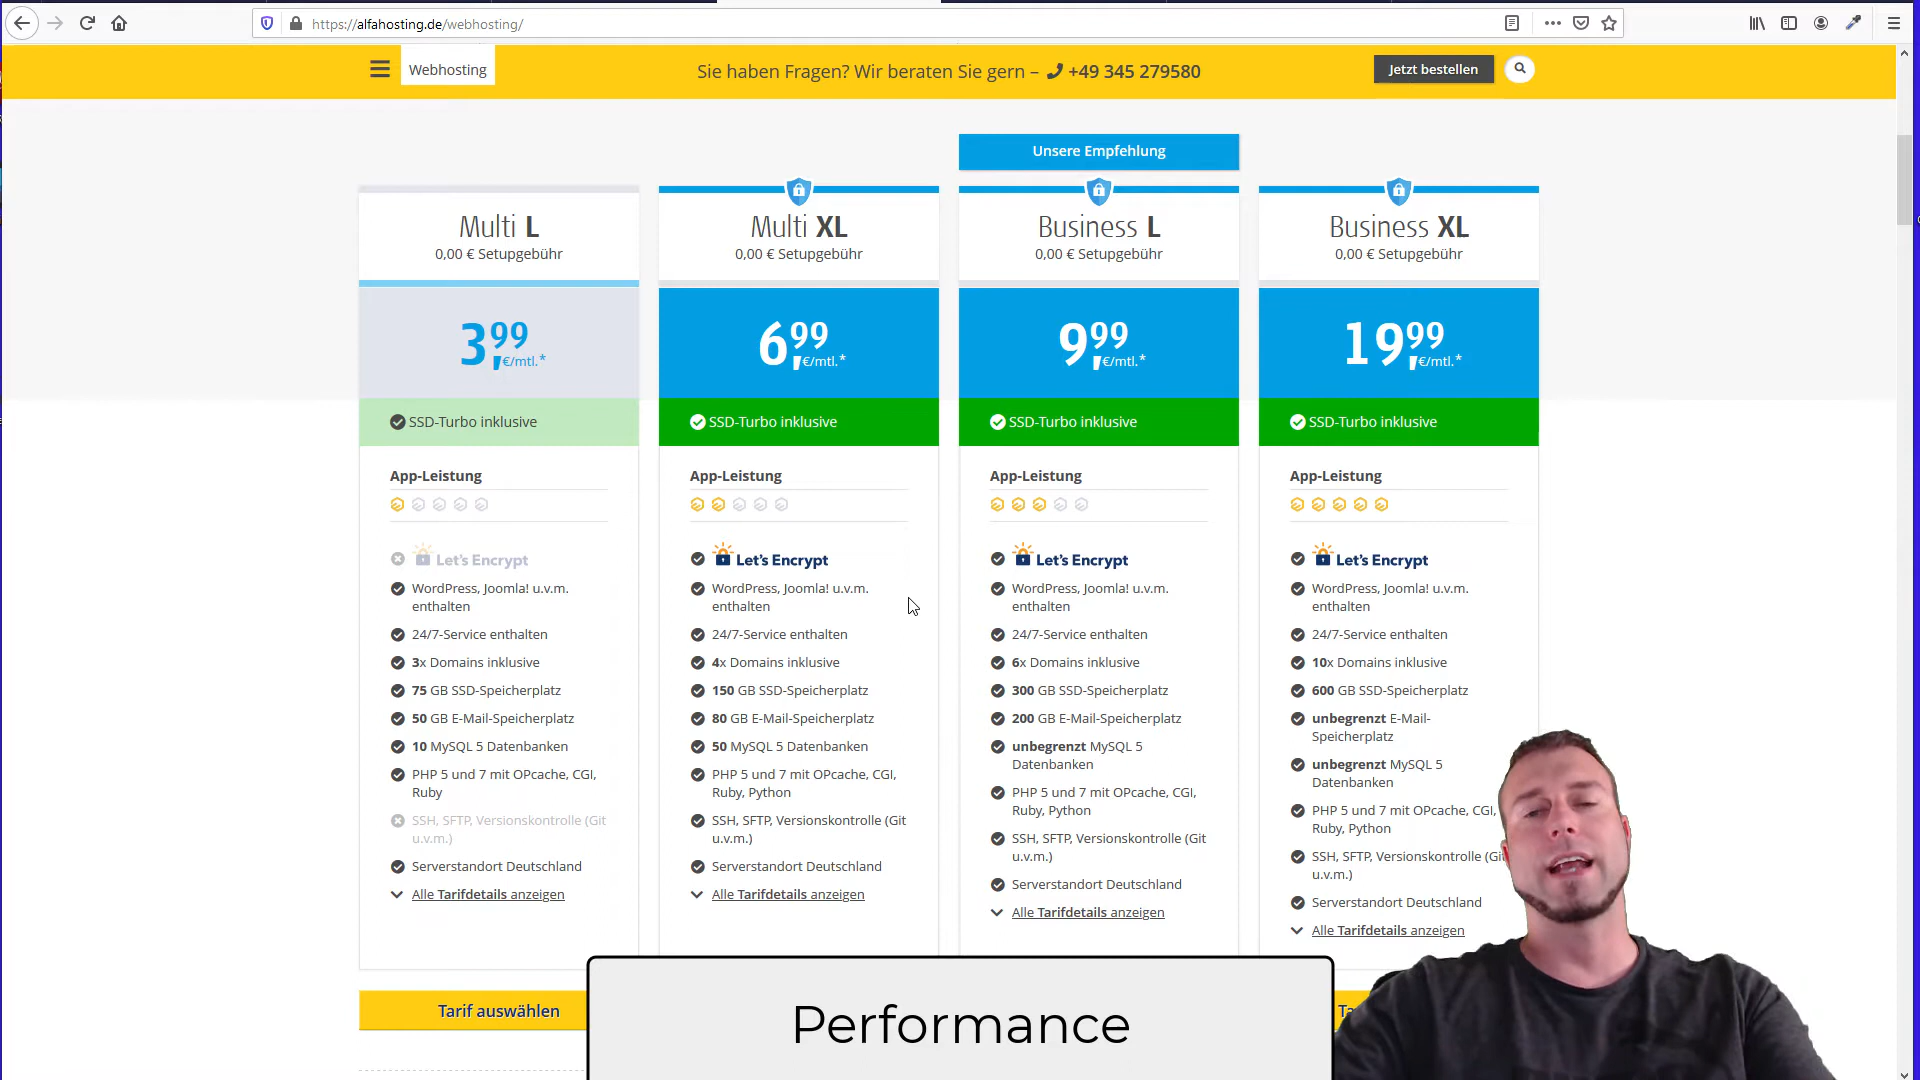 https://alfahosting.de/webhosting/
Webhosting
Sie haben Fragen? Wir beraten Sie gern – +49 345 279580
Jetzt bestellen
Unsere Empfehlung
Multi L
0,00 € Setupgebühr
3,99
€/mtl.*
SSD-Turbo inklusive
App-Leistung
Let's Encrypt
WordPress, Joomla! u.v.m.
enthalten
24/7-Service enthalten
3x Domains inklusive
75 GB SSD-Speicherplatz
50 GB E-Mail-Speicherplatz
10 MySQL 5 Datenbanken
PHP 5 und 7 mit OPcache, CGI,
Ruby
SSH, SFTP, Versionskontrolle (Git
u.v.m.)
Serverstandort Deutschland
Alle Tarifdetails anzeigen
Tarif auswählen
Multi XL
0,00 € Setupgebühr
6,99
€/mtl.*
SSD-Turbo inklusive
App-Leistung
Let's Encrypt
WordPress, Joomla! u.v.m.
enthalten
24/7-Service enthalten
4x Domains inklusive
150 GB SSD-Speicherplatz
80 GB E-Mail-Speicherplatz
50 MySQL 5 Datenbanken
PHP 5 und 7 mit OPcache, CGI,
Ruby, Python
SSH, SFTP, Versionskontrolle (Git
u.v.m.)
Serverstandort Deutschland
Alle Tarifdetails anzeigen
Business L
0,00 € Setupgebühr
9,99
€/mtl.*
SSD-Turbo inklusive
App-Leistung
Let's Encrypt
WordPress, Joomla! u.v.m.
enthalten
24/7-Service enthalten
6x Domains inklusive
300 GB SSD-Speicherplatz
200 GB E-Mail-Speicherplatz
unbegrenzt MySQL 5
Datenbanken
PHP 5 und 7 mit OPcache, CGI,
Ruby, Python
SSH, SFTP, Versionskontrolle (Git
u.v.m.)
Serverstandort Deutschland
Alle Tarifdetails anzeigen
Business XL
0,00 € Setupgebühr
19,99
€/mtl.*
SSD-Turbo inklusive
App-Leistung
Let's Encrypt
WordPress, Joomla! u.v.m.
enthalten
24/7-Service enthalten
10x Domains inklusive
600 GB SSD-Speicherplatz
unbegrenzt E-Mail-
Speicherplatz
unbegrenzt MySQL 5
Datenbanken
PHP 5 und 7 mit OPcache, CGI,
Ruby, Python
SSH, SFTP, Versionskontrolle (Git
u.v.m.)
Serverstandort Deutschland
Alle Tarifdetails anzeigen
Performance